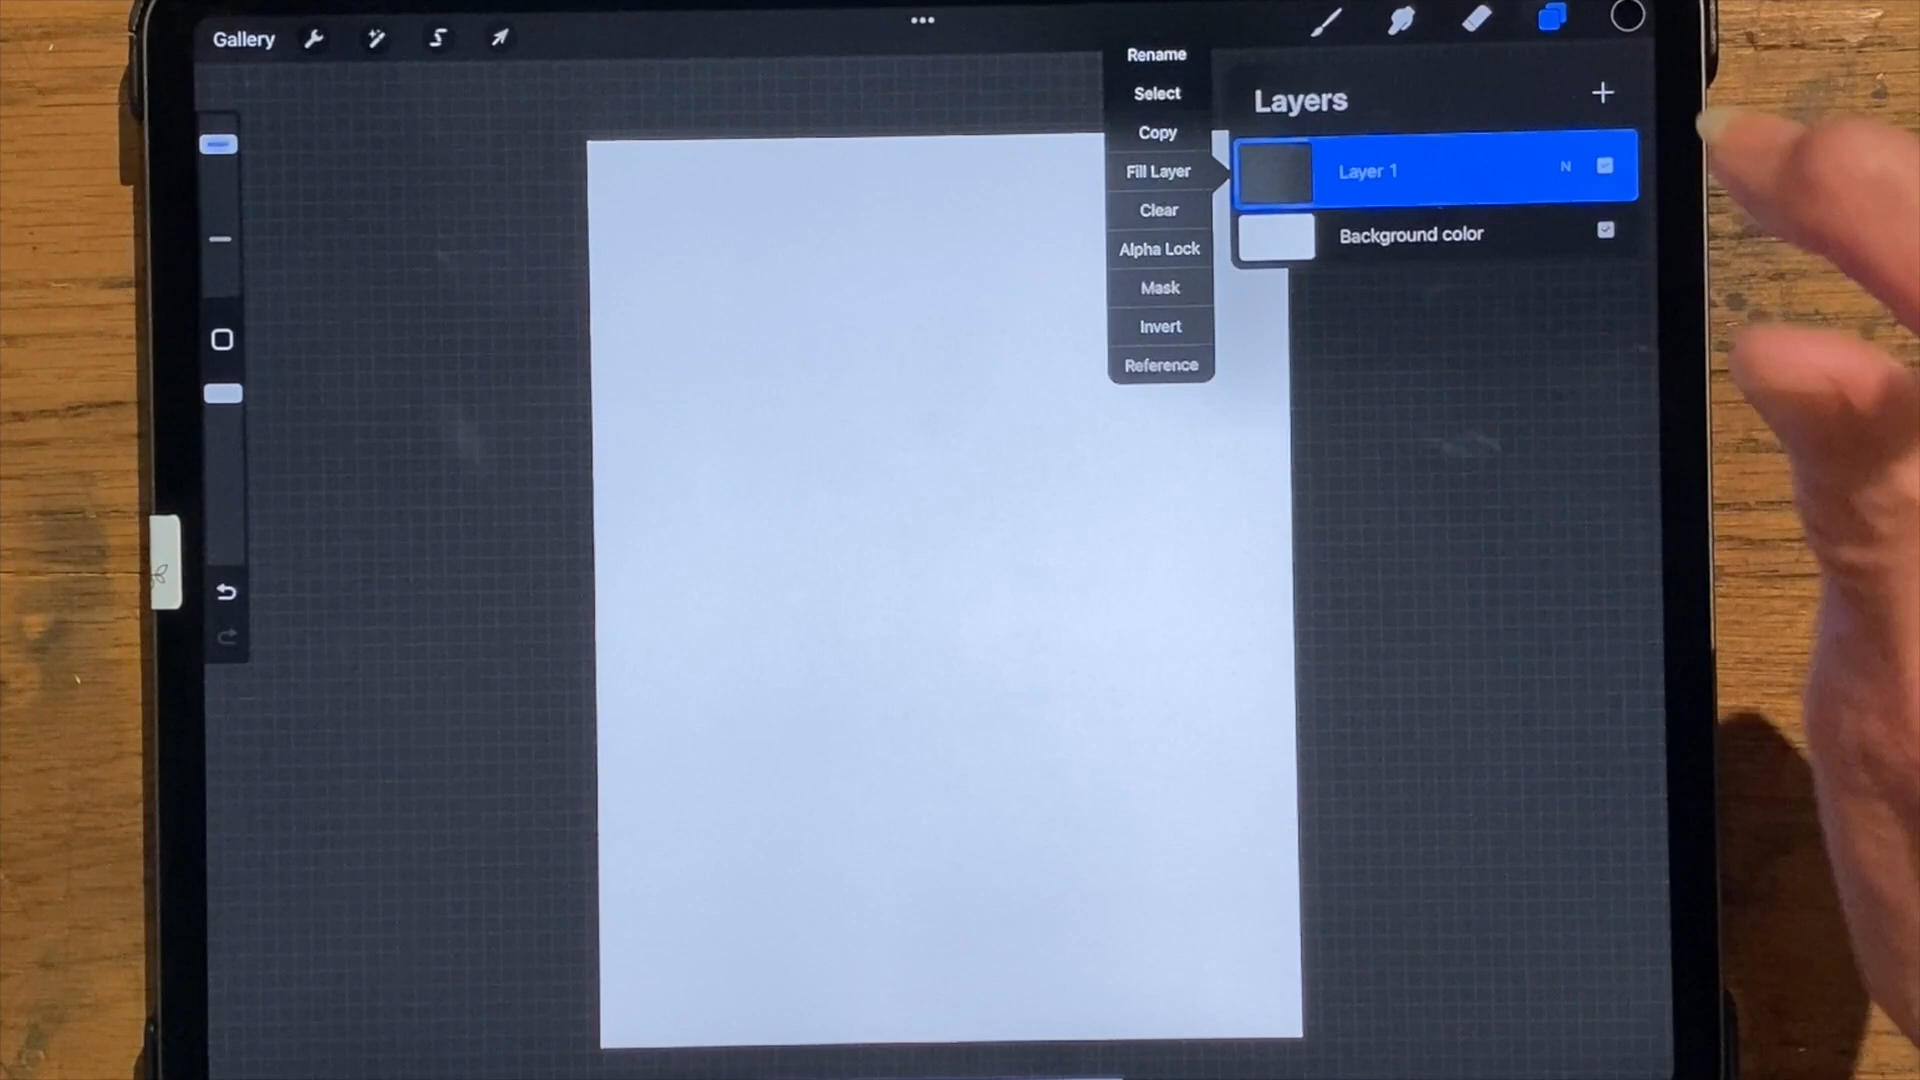 Gallery
Rename
Select
Copy
Fill Layer
Clear
Alpha Lock
Mask
Invert
Reference
Layers
Layer 1 N
Background color